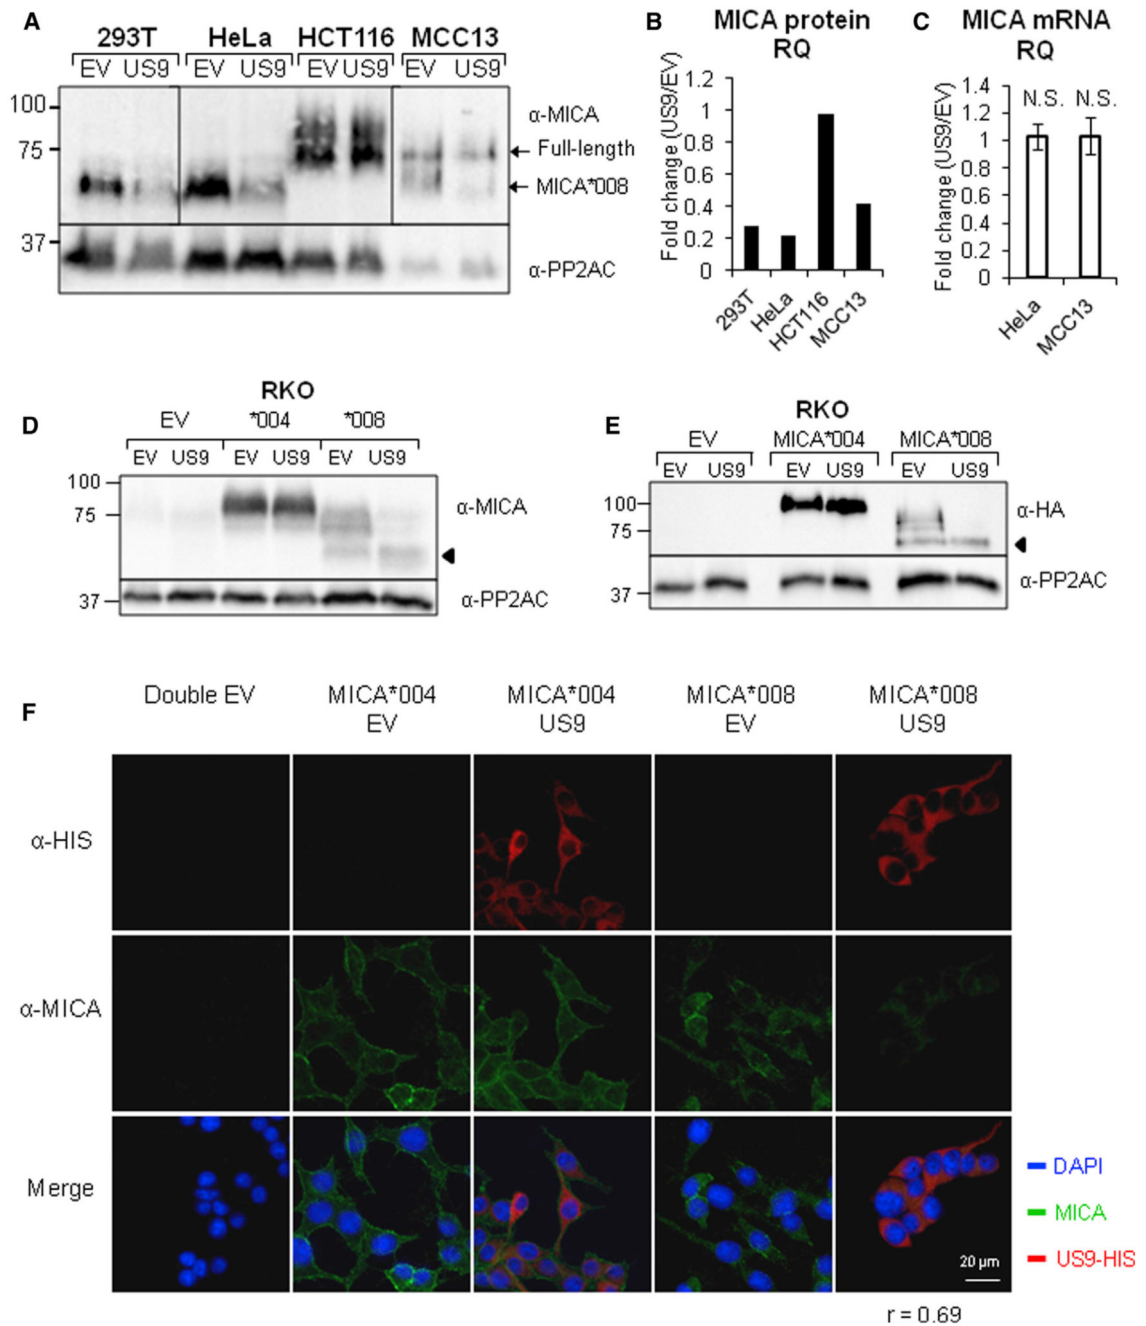 A
293T HeLa HCT116 MCC13
EV US9 EV US9 EV US9 EV US9
100
75
37
α-MICA
Full-length
MICA*008
α-PP2AC
B
MICA protein
RQ
Fold change (US9/EV)
1.2
1
0.8
0.6
0.4
0.2
0
293T
HeLa
HCT116
MCC13
C
MICA mRNA
RQ
Fold change (US9/EV)
1.4
1.2
1
0.8
0.6
0.4
0.2
0
N.S. N.S.
HeLa
MCC13
D
RKO
EV *004 *008
EV US9 EV US9 EV US9
100
75
37
α-MICA
α-PP2AC
E
RKO
EV MICA*004 MICA*008
EV US9 EV US9 EV US9
100
75
37
α-HA
α-PP2AC
F
Double EV
MICA*004
EV
MICA*004
US9
MICA*008
EV
MICA*008
US9
α-HIS
α-MICA
Merge
DAPI
MICA
US9-HIS
20 µm
r = 0.69